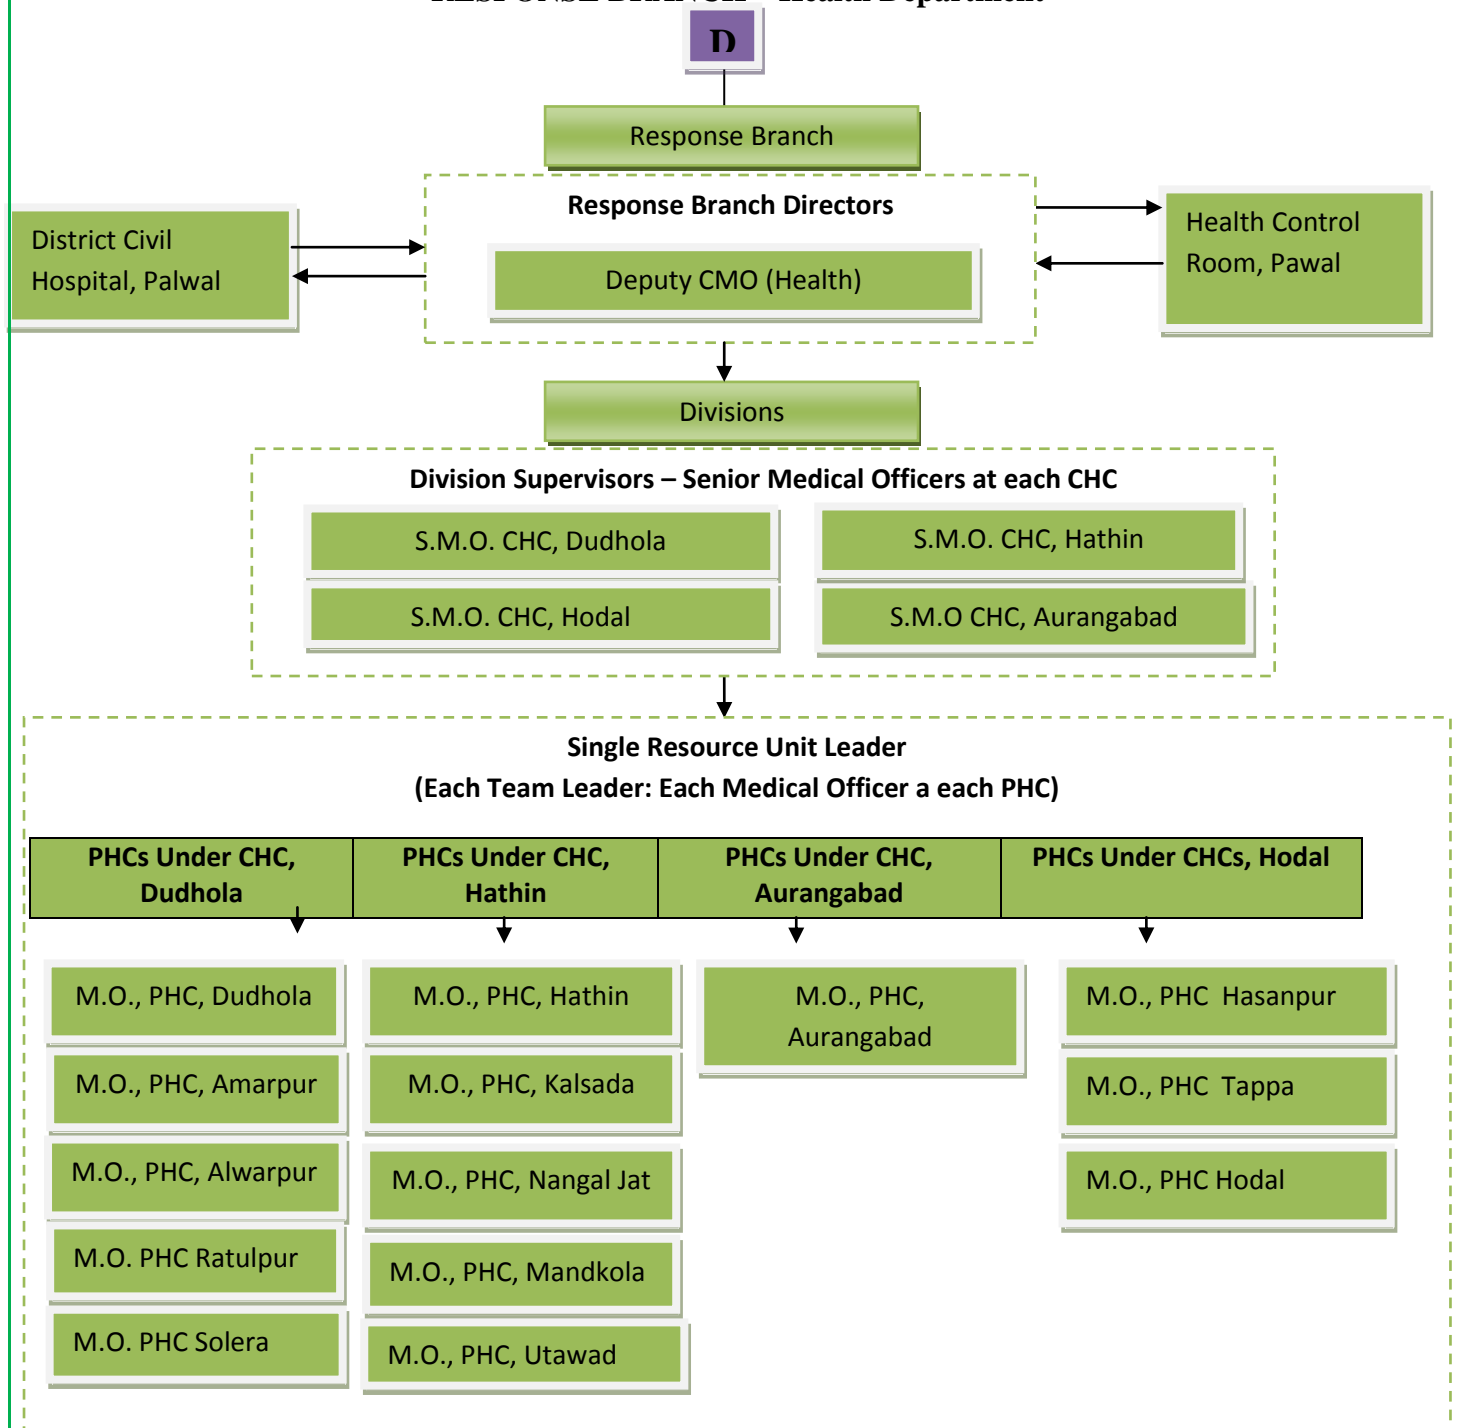 RESPONSE BRANCH – Health Department
D
Response Branch
Response Branch Directors
Deputy CMO (Health)
District Civil
Hospital, Palwal
Health Control
Room, Pawal
Divisions
Division Supervisors – Senior Medical Officers at each CHC
S.M.O. CHC, Dudhola
S.M.O. CHC, Hathin
S.M.O. CHC, Hodal
S.M.O CHC, Aurangabad
Single Resource Unit Leader
(Each Team Leader: Each Medical Officer a each PHC)
PHCs Under CHC,
Dudhola
PHCs Under CHC,
Hathin
PHCs Under CHC,
Aurangabad
PHCs Under CHCs, Hodal
M.O., PHC, Dudhola
M.O., PHC, Amarpur
M.O., PHC, Alwarpur
M.O. PHC Ratulpur
M.O. PHC Solera
M.O., PHC, Hathin
M.O., PHC, Kalsada
M.O., PHC, Nangal Jat
M.O., PHC, Mandkola
M.O., PHC, Utawad
M.O., PHC,
Aurangabad
M.O., PHC  Hasanpur
M.O., PHC  Tappa
M.O., PHC Hodal